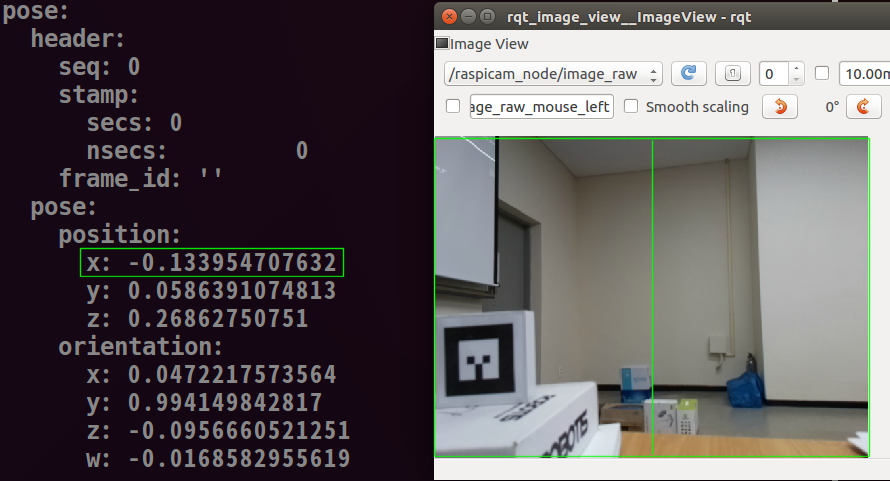 pose:
header:
seq: 0
stamp:
secs: 0
nsecs: 0
frame_id: ''
pose:
position:
x: -0.133954707632
y: 0.0586391074813
z: 0.26862750751
orientation:
x: 0.0472217573564
y: 0.994149842817
z: -0.0956660521251
w: -0.0168582955619
rqt_image_view__ImageView - rqt
Image View
/raspicam_node/image_raw
0
10.00m
age_raw_mouse_left
Smooth scaling
0°
ROBOTIS